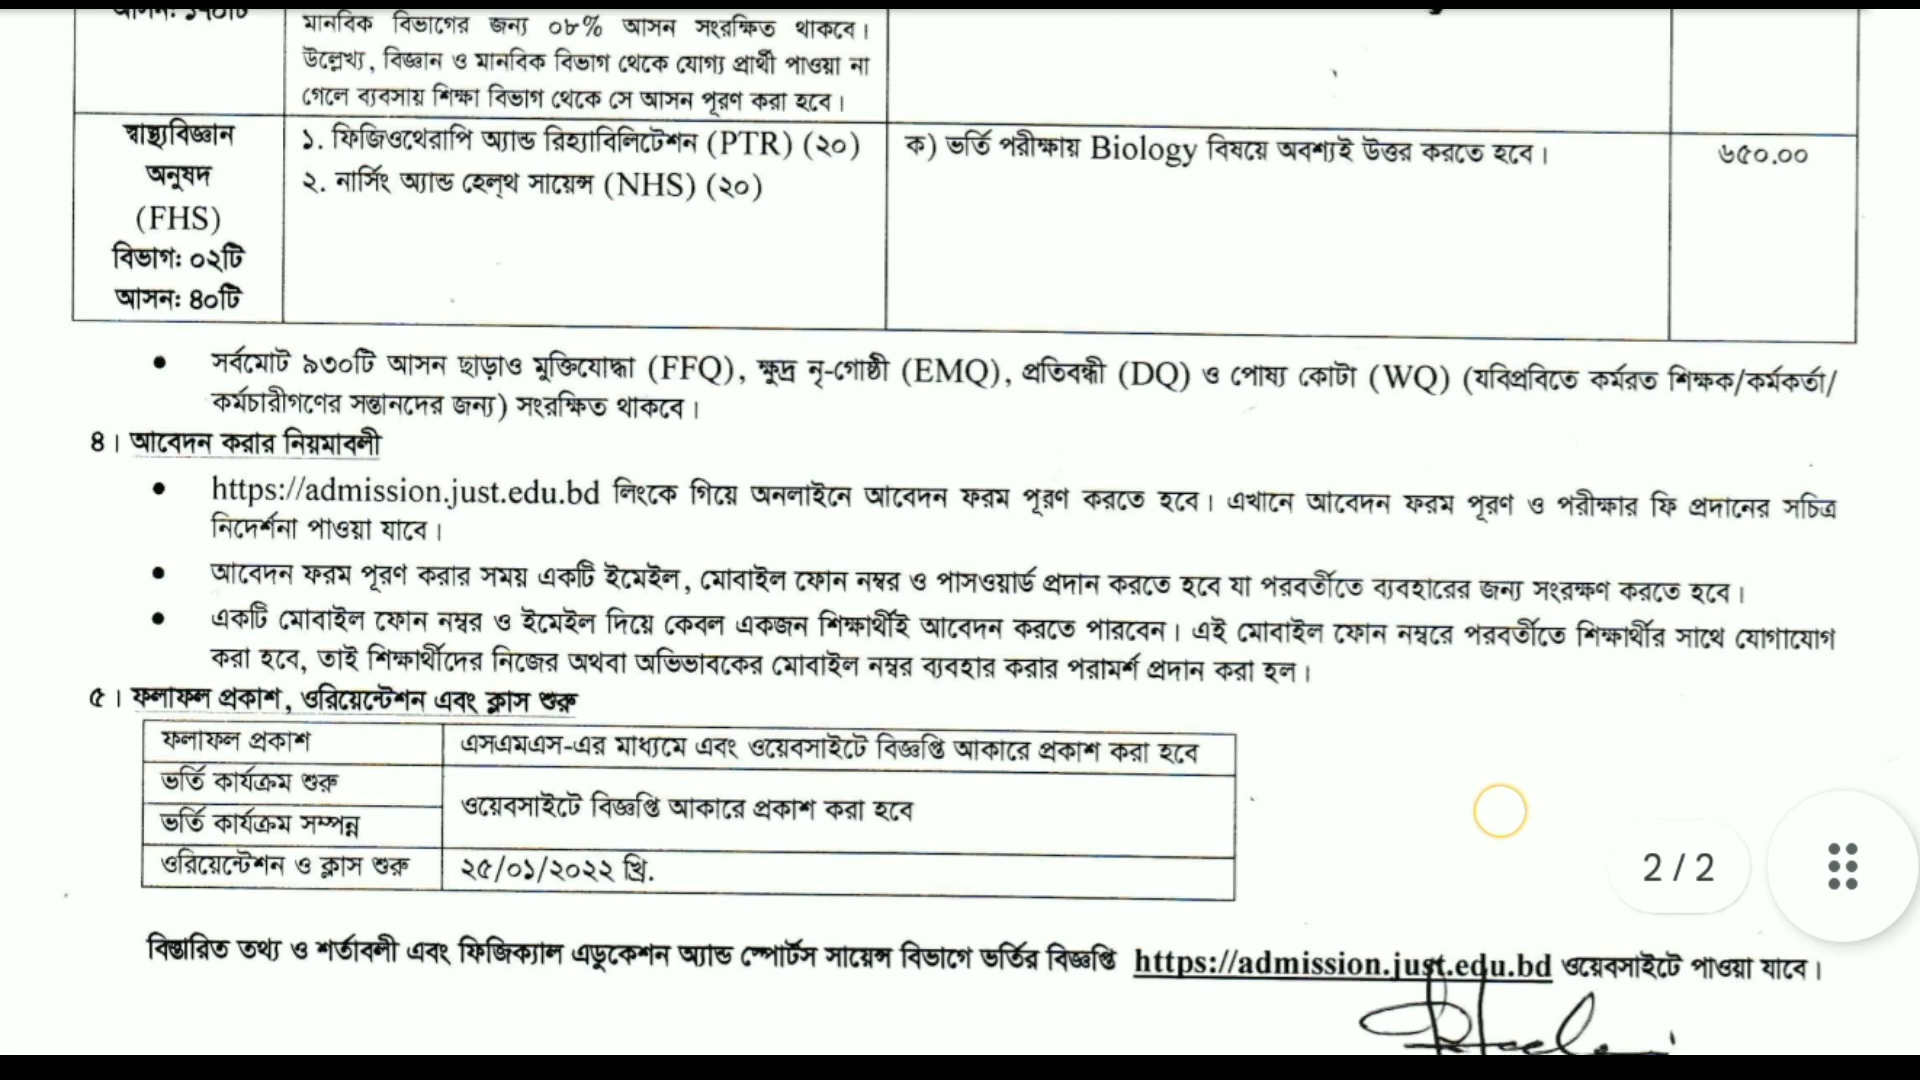 মানবিক বিভাগের জন্য ০৮% আসন সংরক্ষিত থাকবে।
উল্লেখ্য, বিজ্ঞান ও মানবিক বিভাগ থেকে যোগ্য প্রার্থী পাওয়া না
গেলে ব্যবসায় শিক্ষা বিভাগ থেকে সে আসন পূরণ করা হবে।
স্বাস্থ্যবিজ্ঞান
অনুষদ
(FHS)
বিভাগঃ ০২টি
আসনঃ ৪০টি
১. ফিজিওথেরাপি অ্যান্ড রিহ্যাবিলিটেশন (PTR) (২০)
২. নার্সিং অ্যান্ড হেল্থ সায়েন্স (NHS) (২০)
ক) ভর্তি পরীক্ষায় Biology বিষয়ে অবশ্যই উত্তর করতে হবে।
৬৫০.০০
• সর্বমোট ৯৩০টি আসন ছাড়াও মুক্তিযোদ্ধা (FFQ), ক্ষুদ্র নৃ-গোষ্ঠী (EMQ), প্রতিবন্ধী (DQ) ও পোষ্য কোটা (WQ) (যবিপ্রবিতে কর্মরত শিক্ষক/কর্মকর্তা/
কর্মচারীগণের সন্তানদের জন্য) সংরক্ষিত থাকবে।
৪। আবেদন করার নিয়মাবলী
• https://admission.just.edu.bd লিংকে গিয়ে অনলাইনে আবেদন ফরম পূরণ করতে হবে। এখানে আবেদন ফরম পূরণ ও পরীক্ষার ফি প্রদানের সচিত্র
নির্দেশনা পাওয়া যাবে।
• আবেদন ফরম পূরণ করার সময় একটি ইমেইল, মোবাইল ফোন নম্বর ও পাসওয়ার্ড প্রদান করতে হবে যা পরবর্তীতে ব্যবহারের জন্য সংরক্ষণ করতে হবে।
• একটি মোবাইল ফোন নম্বর ও ইমেইল দিয়ে কেবল একজন শিক্ষার্থীই আবেদন করতে পারবেন। এই মোবাইল ফোন নম্বরে পরবর্তীতে শিক্ষার্থীর সাথে যোগাযোগ
করা হবে, তাই শিক্ষার্থীদের নিজের অথবা অভিভাবকের মোবাইল নম্বর ব্যবহার করার পরামর্শ প্রদান করা হল।
৫। ফলাফল প্রকাশ, ওরিয়েন্টেশন এবং ক্লাস শুরু
ফলাফল প্রকাশ
এসএমএস-এর মাধ্যমে এবং ওয়েবসাইটে বিজ্ঞপ্তি আকারে প্রকাশ করা হবে
ভর্তি কার্যক্রম শুরু
ওয়েবসাইটে বিজ্ঞপ্তি আকারে প্রকাশ করা হবে
ভর্তি কার্যক্রম সম্পন্ন
ওরিয়েন্টেশন ও ক্লাস শুরু
২৫/০১/২০২২ খ্রি.
2 / 2
বিস্তারিত তথ্য ও শর্তাবলী এবং ফিজিক্যাল এডুকেশন অ্যান্ড স্পোর্টস সায়েন্স বিভাগে ভর্তির বিজ্ঞপ্তি https://admission.just.edu.bd ওয়েবসাইটে পাওয়া যাবে।